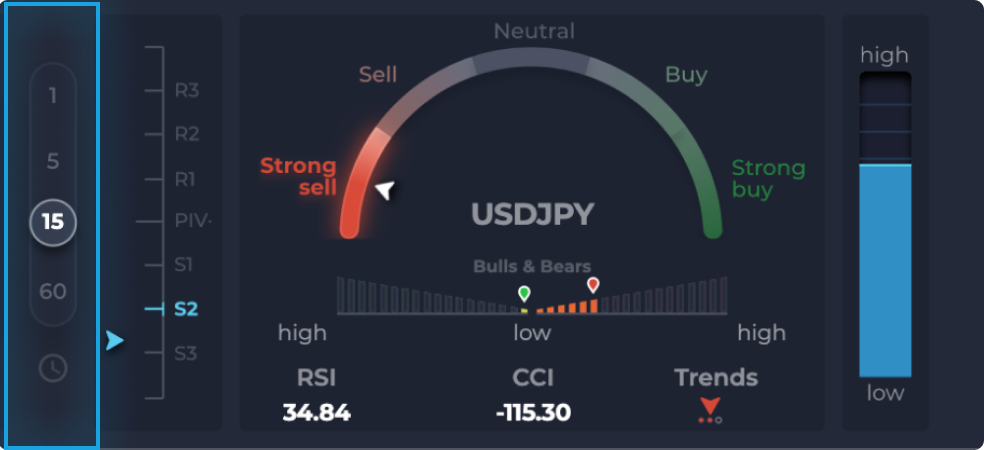 1
5
15
60
R3
R2
R1
PIV
S1
S2
S3
Neutral
Sell
Buy
Strong
sell
Strong
buy
USDJPY
Bulls & Bears
high
low
high
RSI
CCI
Trends
34.84
-115.30
high
low